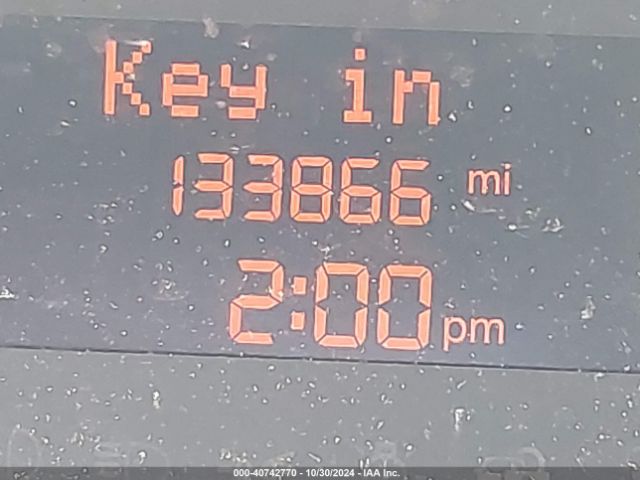 Key in
133866 mi
2:00 pm
000-40742770 - 10/30/2024 - IAA Inc.